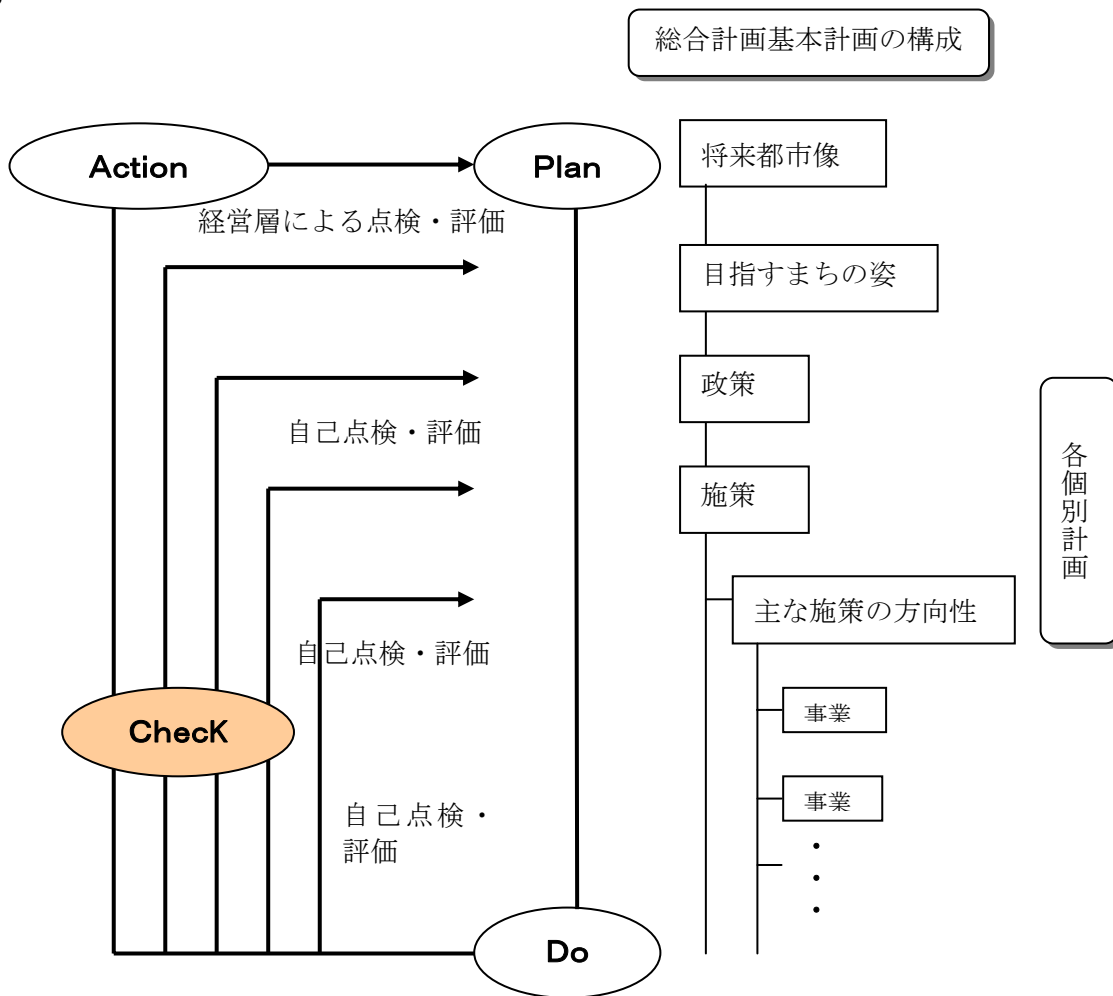 総合計画基本計画の構成
Action
Plan
将来都市像
経営層による点検・評価
目指すまちの姿
政策
自己点検・評価
施策
各個別計画
主な施策の方向性
自己点検・評価
事業
ChecK
事業
自己点検・
評価
・
・
・
Do